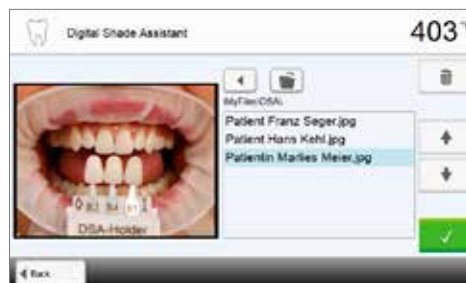 Digital Shade Assistant
403
\MyFiles\DSA\
Patient Franz Seger.jpg
Patient Hans Kehl.jpg
Patientin Marlies Meier.jpg
DSA-Holder
Back